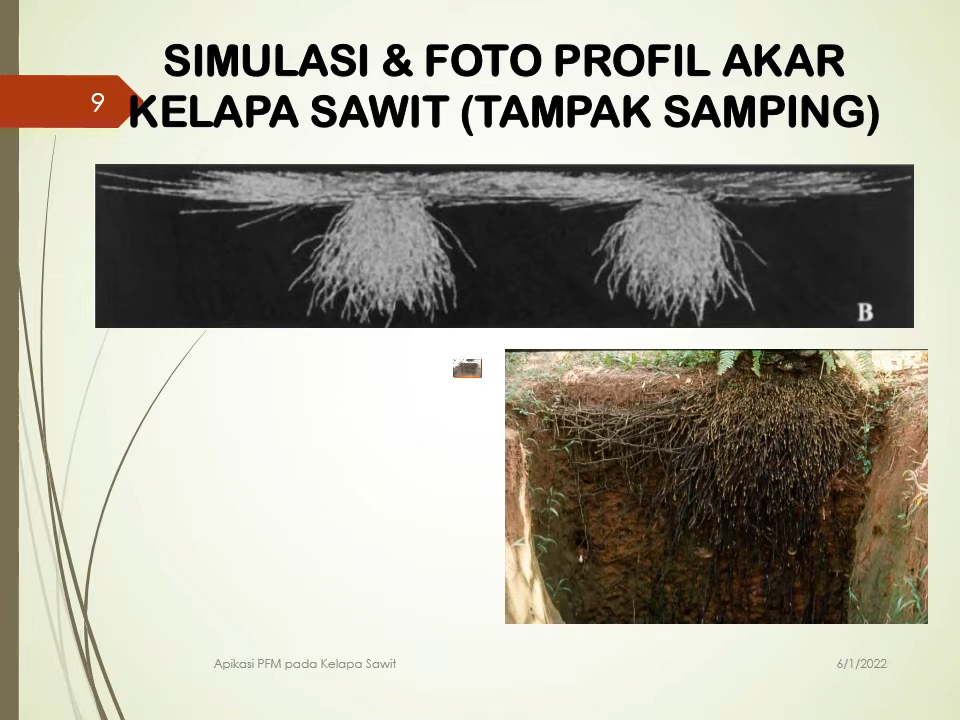 SIMULASI & FOTO PROFIL AKAR
9
KELAPA SAWIT (TAMPAK SAMPING)
B
Apikasi PFM pada Kelapa Sawit
6/1/2022